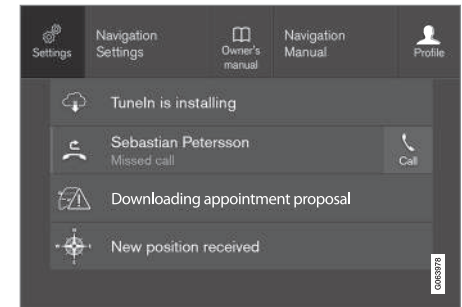 Settings
Navigation
Settings
Owner's
manual
Navigation
Manual
Profile
TuneIn is installing
Sebastian Petersson
Missed call
Call
Downloading appointment proposal
New position received
G063978